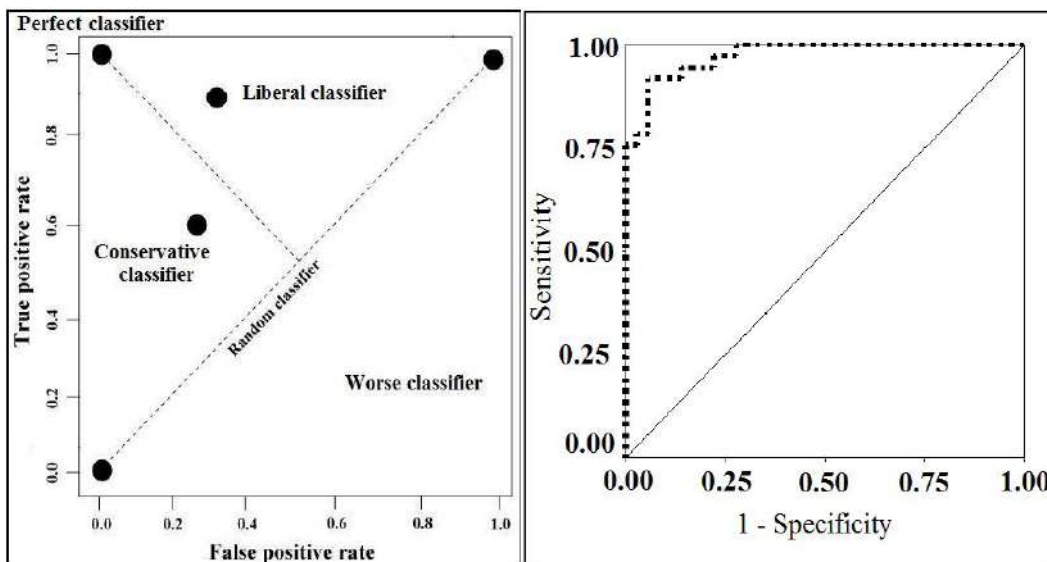 Perfect classifier
1.0
Liberal classifier
0.8
True positive rate
0.6
Conservative
classifier
0.4
Random classifier
Worse classifier
0.2
0.0
0.0 0.2 0.4 0.6 0.8 1.0
False positive rate
1.00
0.75
Sensitivity
0.50
0.25
0.00
0.00 0.25 0.50 0.75 1.00
1 - Specificity